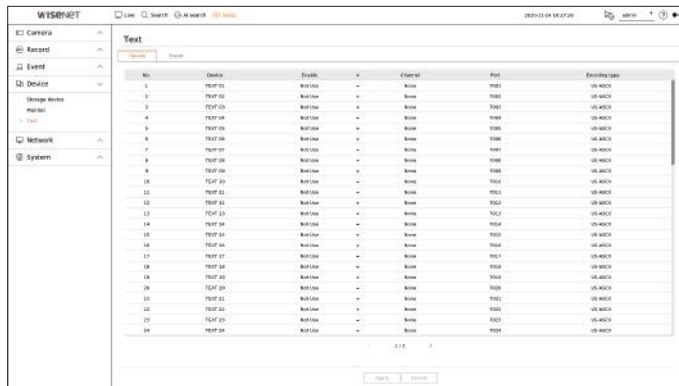 WISENET
Live Search AI search Setup
2020-11-04 18:27:20 admin
Camera
Record
Event
Device
Storage device
Monitor
Text
Network
System
Text
Device Event
No. Device Enable Channel Port Encoding type
1 TEXT 01 Not Use None 7001 US-ASCII
2 TEXT 02 Not Use None 7002 US-ASCII
3 TEXT 03 Not Use None 7003 US-ASCII
4 TEXT 04 Not Use None 7004 US-ASCII
5 TEXT 05 Not Use None 7005 US-ASCII
6 TEXT 06 Not Use None 7006 US-ASCII
7 TEXT 07 Not Use None 7007 US-ASCII
8 TEXT 08 Not Use None 7008 US-ASCII
9 TEXT 09 Not Use None 7009 US-ASCII
10 TEXT 10 Not Use None 7010 US-ASCII
11 TEXT 11 Not Use None 7011 US-ASCII
12 TEXT 12 Not Use None 7012 US-ASCII
13 TEXT 13 Not Use None 7013 US-ASCII
14 TEXT 14 Not Use None 7014 US-ASCII
15 TEXT 15 Not Use None 7015 US-ASCII
16 TEXT 16 Not Use None 7016 US-ASCII
17 TEXT 17 Not Use None 7017 US-ASCII
18 TEXT 18 Not Use None 7018 US-ASCII
19 TEXT 19 Not Use None 7019 US-ASCII
20 TEXT 20 Not Use None 7020 US-ASCII
21 TEXT 21 Not Use None 7021 US-ASCII
22 TEXT 22 Not Use None 7022 US-ASCII
23 TEXT 23 Not Use None 7023 US-ASCII
24 TEXT 24 Not Use None 7024 US-ASCII
Apply Revert